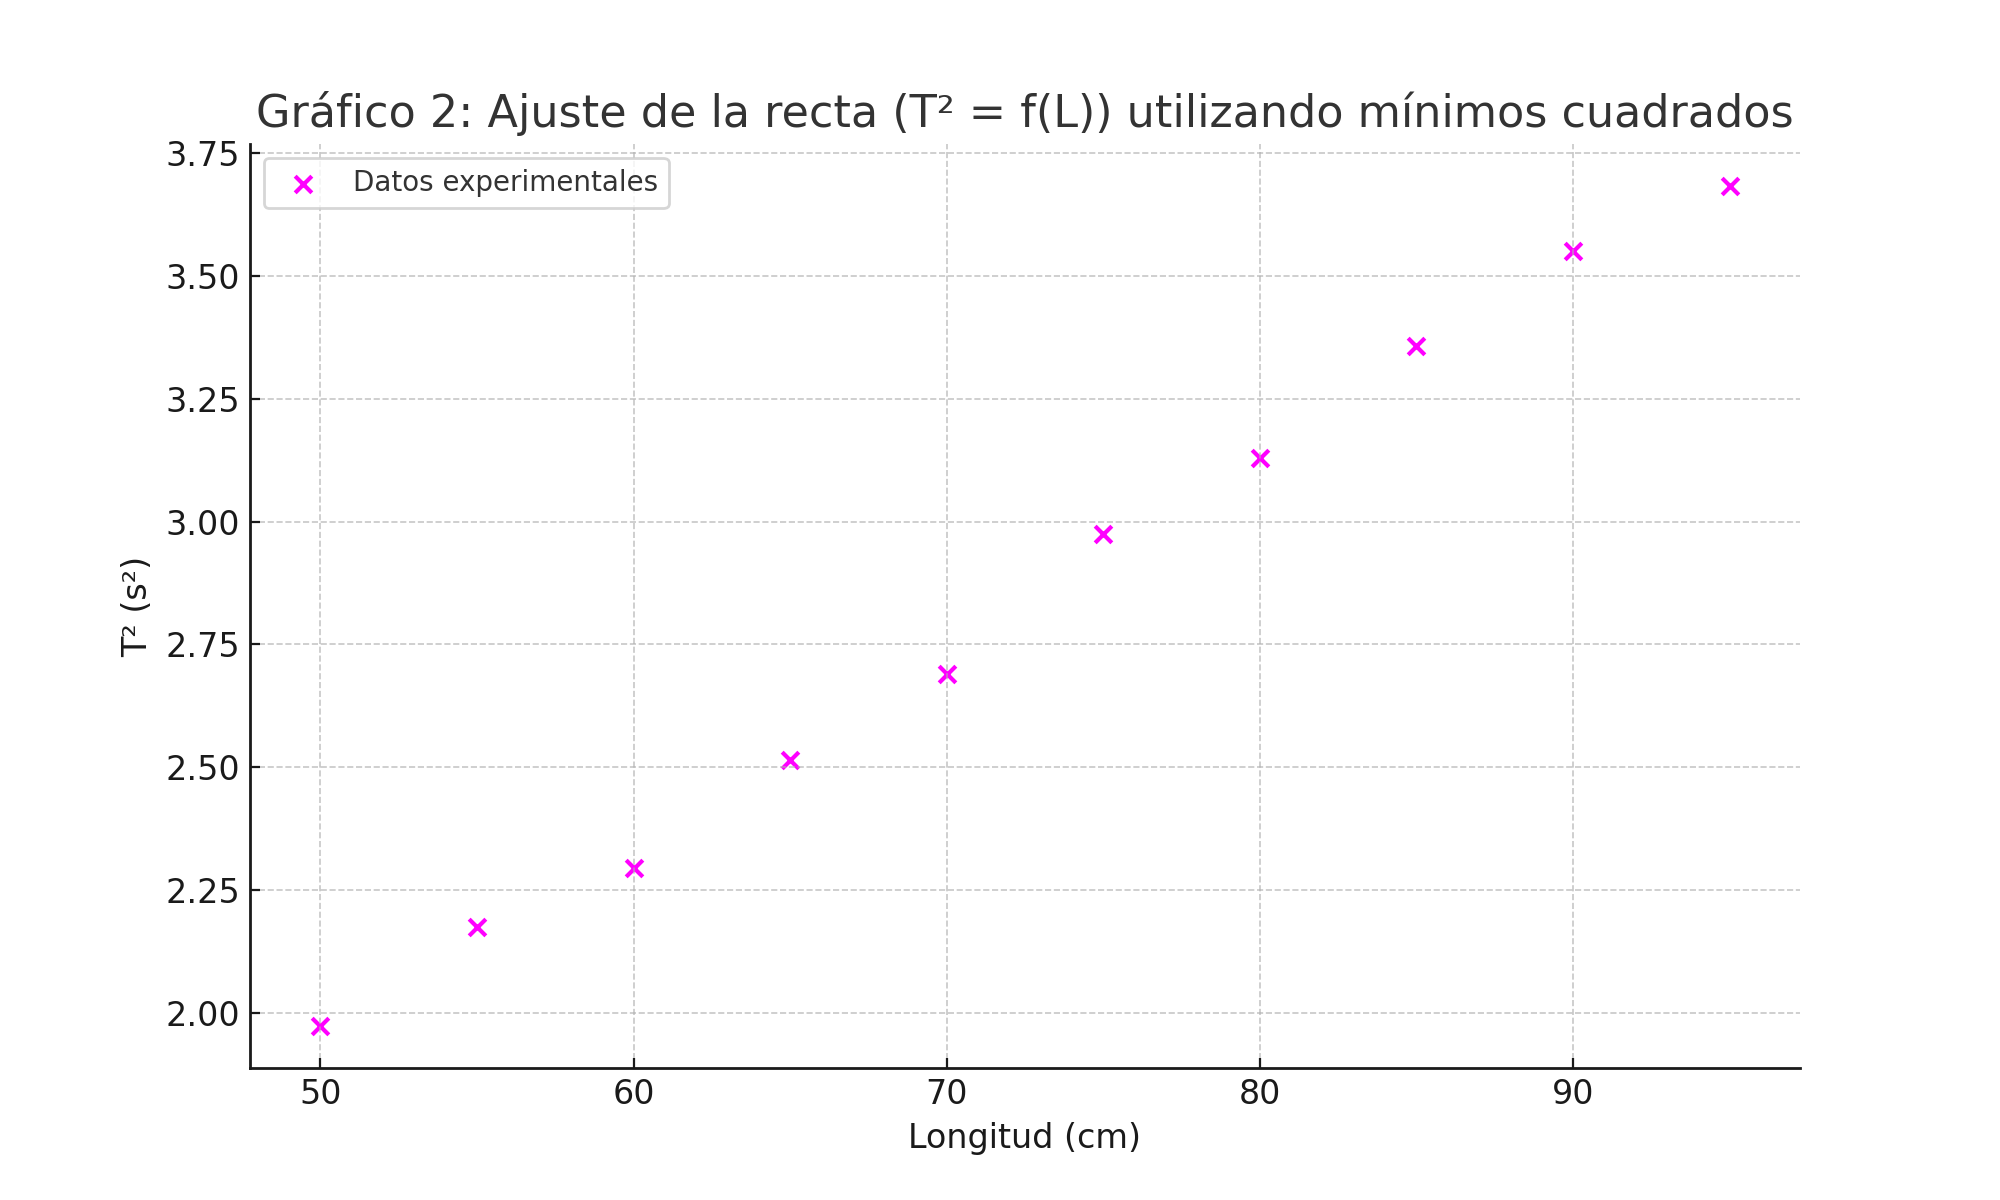 Gráfico 2: Ajuste de la recta (T² = f(L)) utilizando mínimos cuadrados
Datos experimentales
3.75
3.50
3.25
3.00
2.75
2.50
2.25
2.00
T² (s²)
50 60 70 80 90
Longitud (cm)